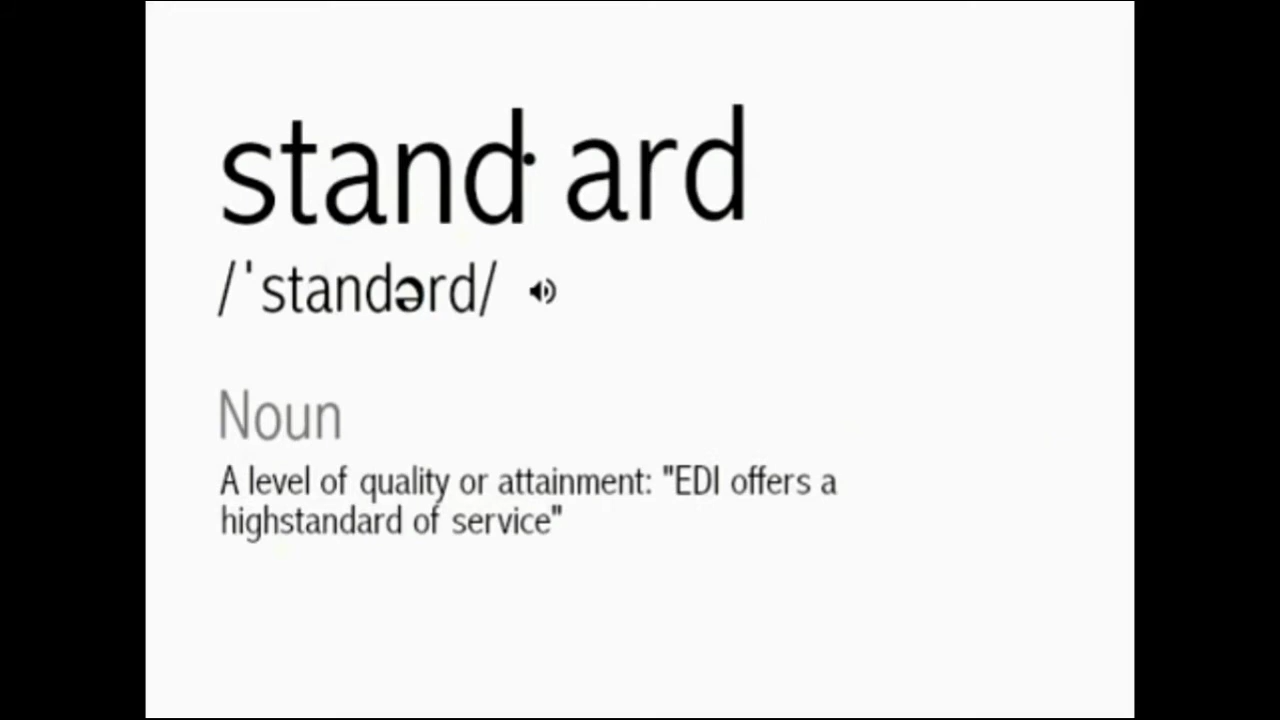 stand· ard
/ˈstandərd/
Noun
A level of quality or attainment: "EDI offers a
highstandard of service"